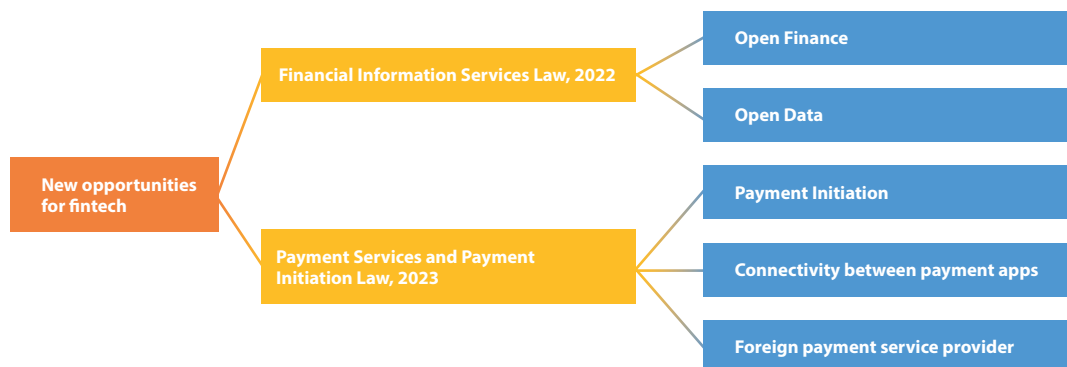 New opportunities
for fintech
Financial Information Services Law, 2022
Payment Services and Payment
Initiation Law, 2023
Open Finance
Open Data
Payment Initiation
Connectivity between payment apps
Foreign payment service provider